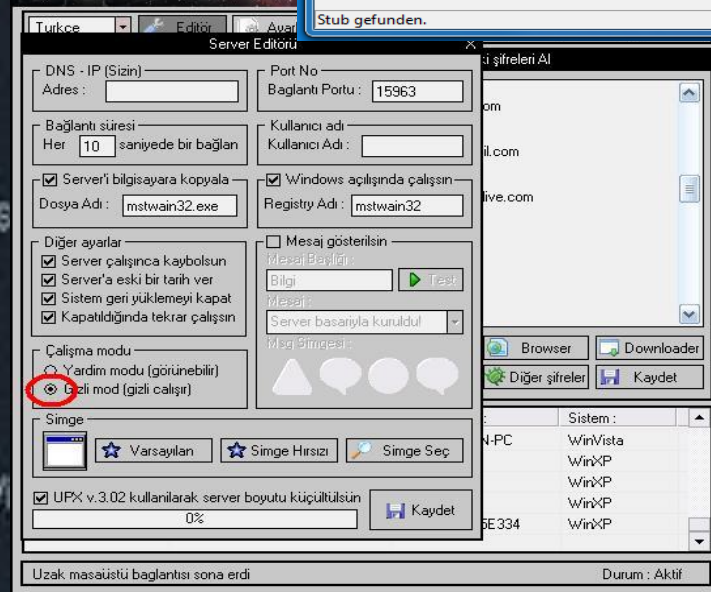 Stub gefunden.
Turkce Editör Ayar
Server Editörü
ki şifreleri Al
DNS - IP (Sizin)
Adres :
Port No
Baglantı Portu : 15963
om
Bağlantı süresi
Her 10 saniyede bir bağlan
Kullanıcı adı
Kullanıcı Adı :
il.com
Server'i bilgisayara kopyala
Dosya Adı : mstwain32.exe
Windows açılışında çalışsın
Registry Adı : mstwain32
live.com
Diğer ayarlar
Server çalışınca kaybolsun
Server'a eski bir tarih ver
Sistem geri yüklemeyi kapat
Kapatıldığında tekrar çalışsın
Mesaj gösterilsin
Mesaj Başlığı :
Bilgi Test
Mesaj :
Server basariyla kuruldu!
Msg Simgesi :
Çalişma modu
Yardim modu (görünebilir)
Gizli mod (gizli calışır)
Browser Downloader
Diğer şifreler Kaydet
Simge
Varsayılan Simge Hırsızı Simge Seç
UPX v.3.02 kullanilarak server boyutu küçültülsün
0%
Kaydet
: Sistem :
N-PC WinVista
WinXP
WinXP
WinXP
5E334 WinXP
Uzak masaüstü baglantısı sona erdi Durum : Aktif